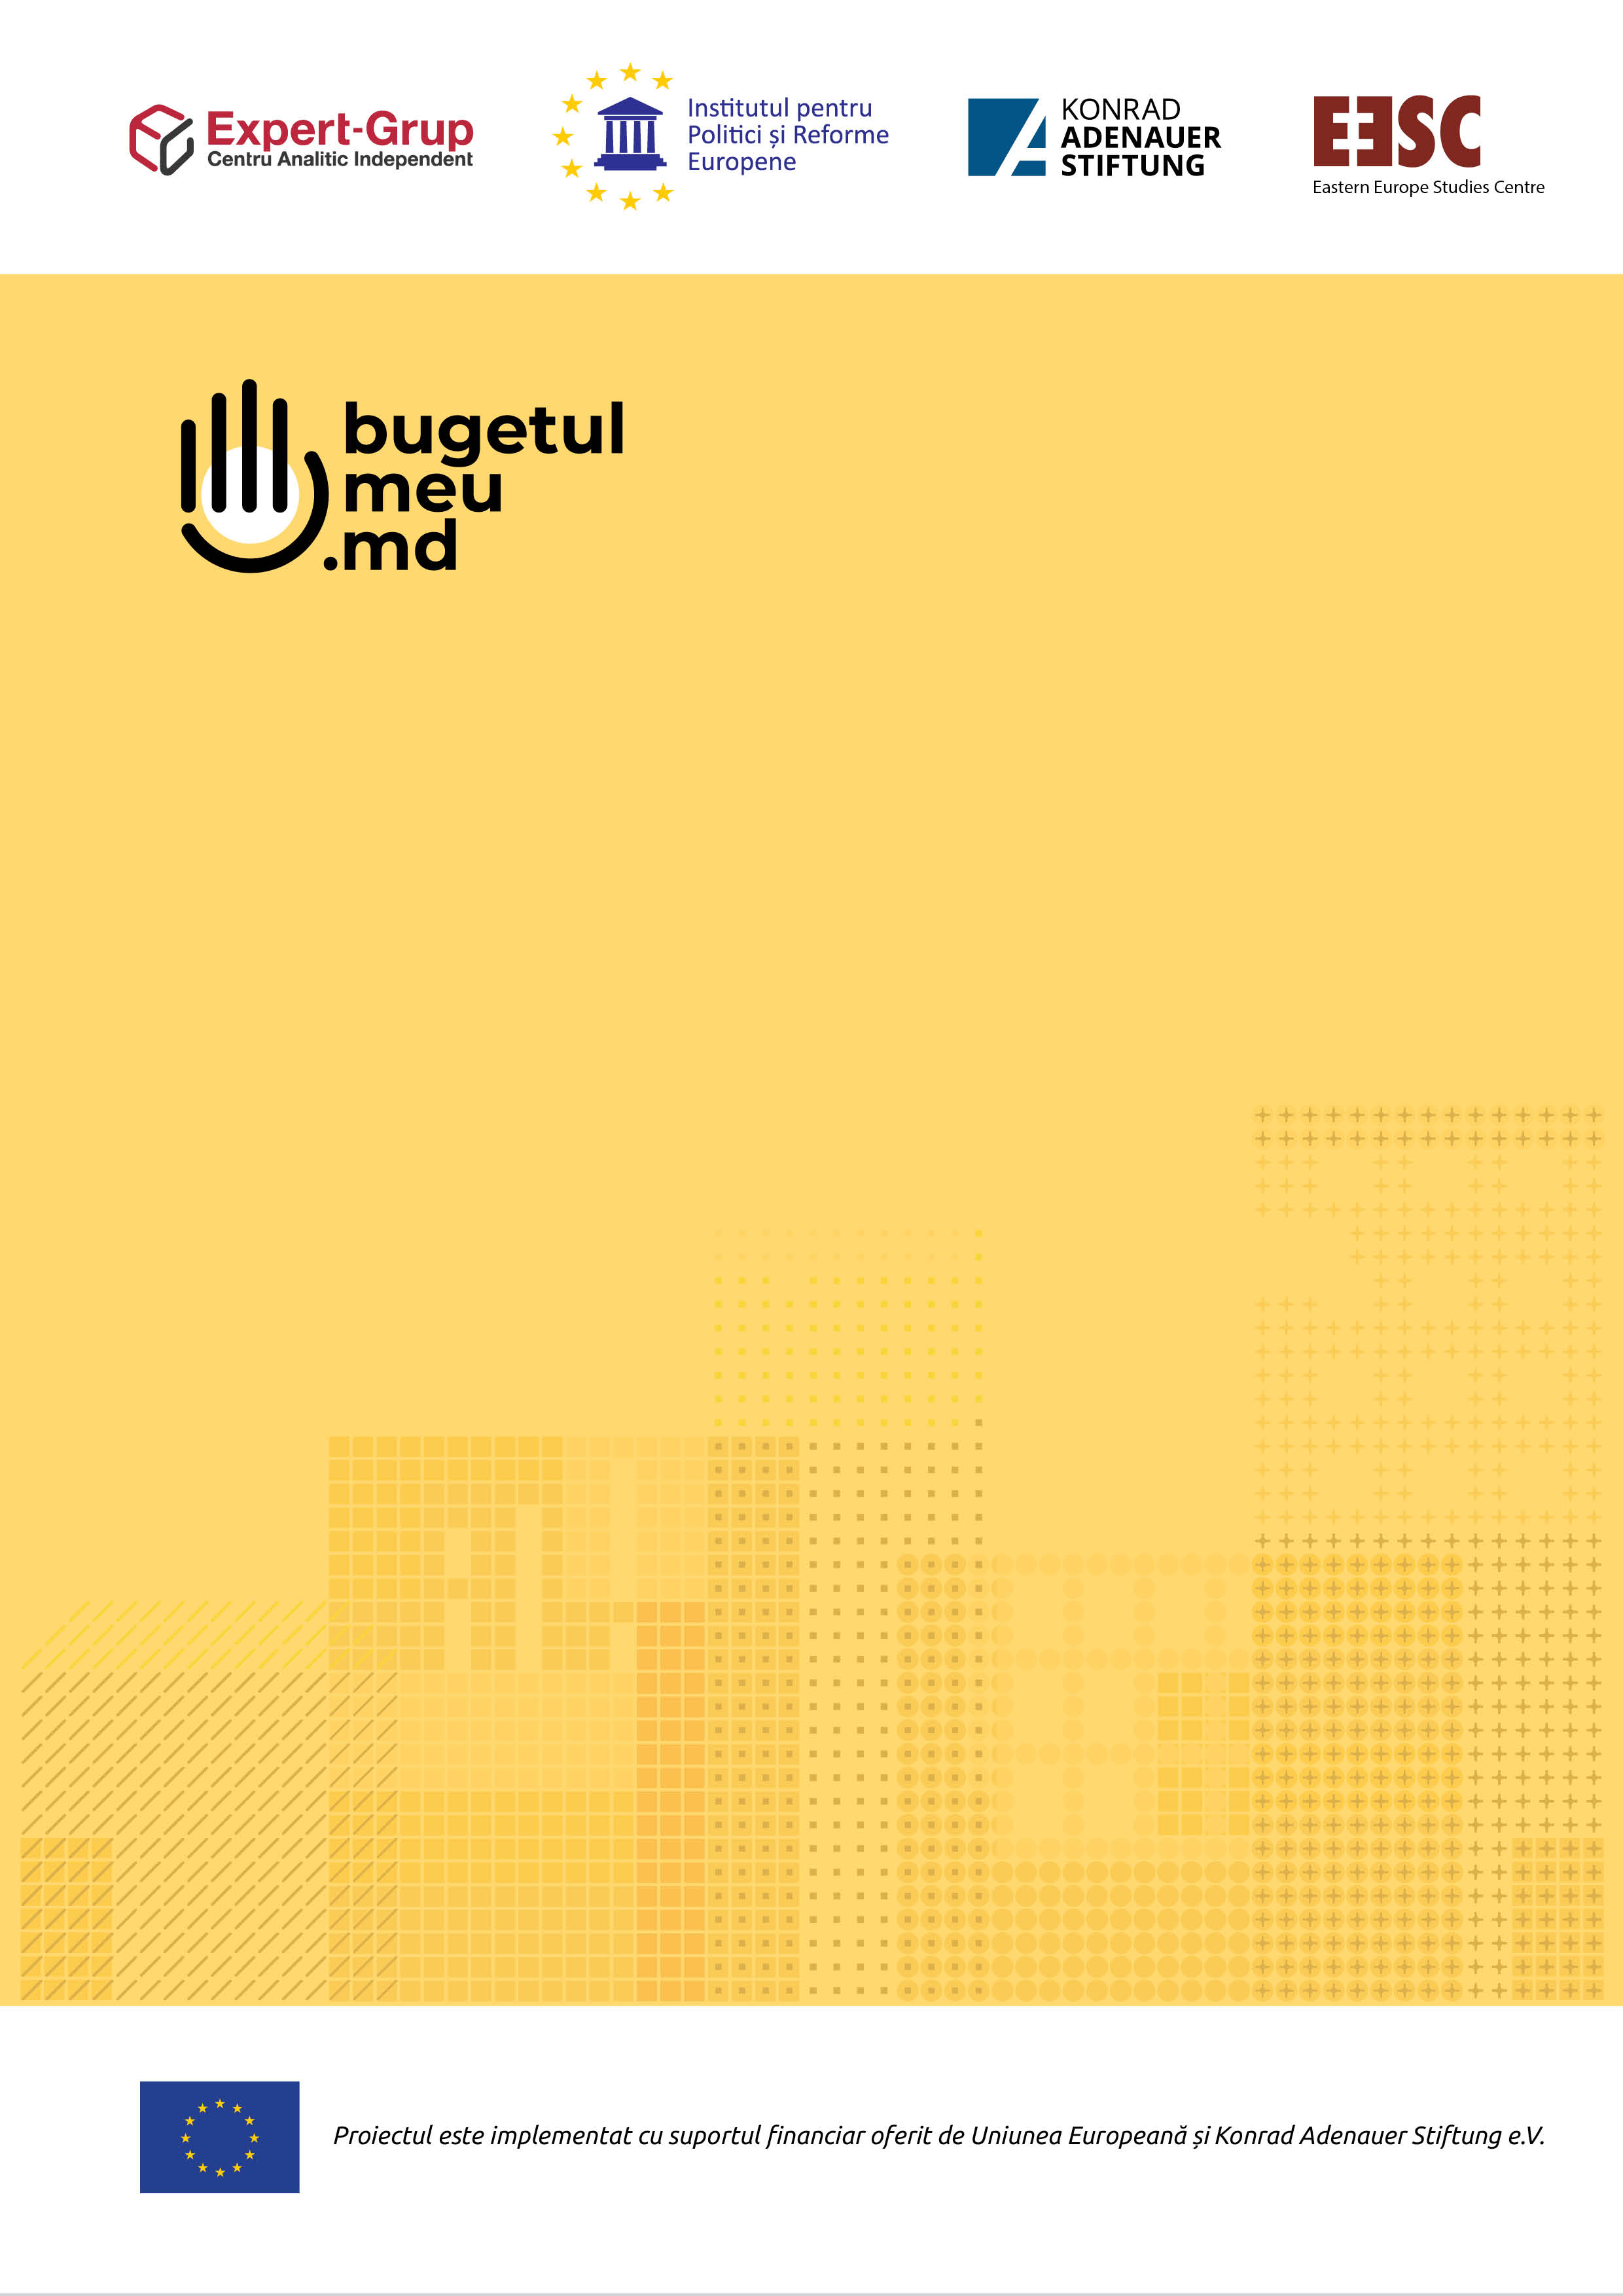 Expert-Grup
Centru Analitic Independent
Institutul pentru
Politici și Reforme
Europene
KONRAD
ADENAUER
STIFTUNG
EESC
Eastern Europe Studies Centre
bugetul
meu
.md
Proiectul este implementat cu suportul financiar oferit de Uniunea Europeană și Konrad Adenauer Stiftung e.V.